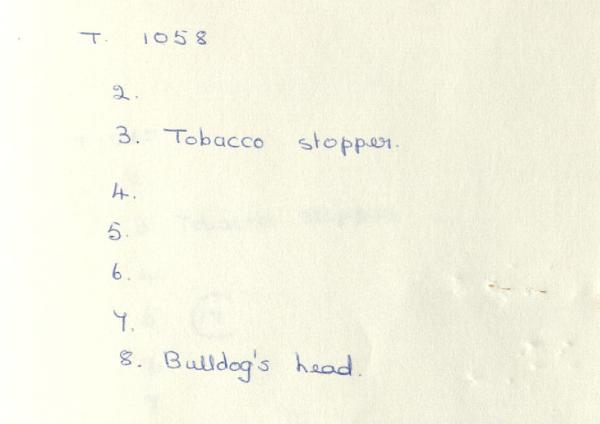 T. 1058
2.
3. Tobacco stopper.
4.
5.
6.
7.
8. Bulldog's head.